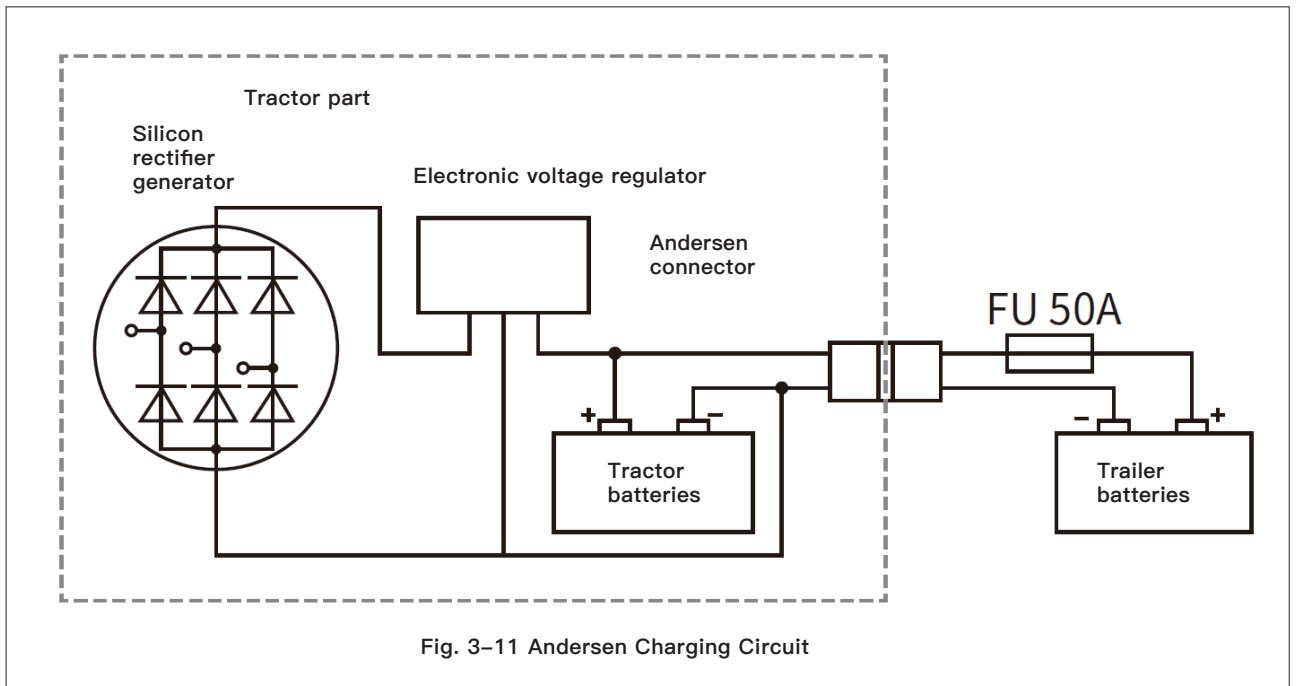 Tractor part
Silicon
rectifier
generator
Electronic voltage regulator
Andersen
connector
FU 50A
+
–
–
+
Tractor
batteries
Trailer
batteries
Fig. 3–11 Andersen Charging Circuit